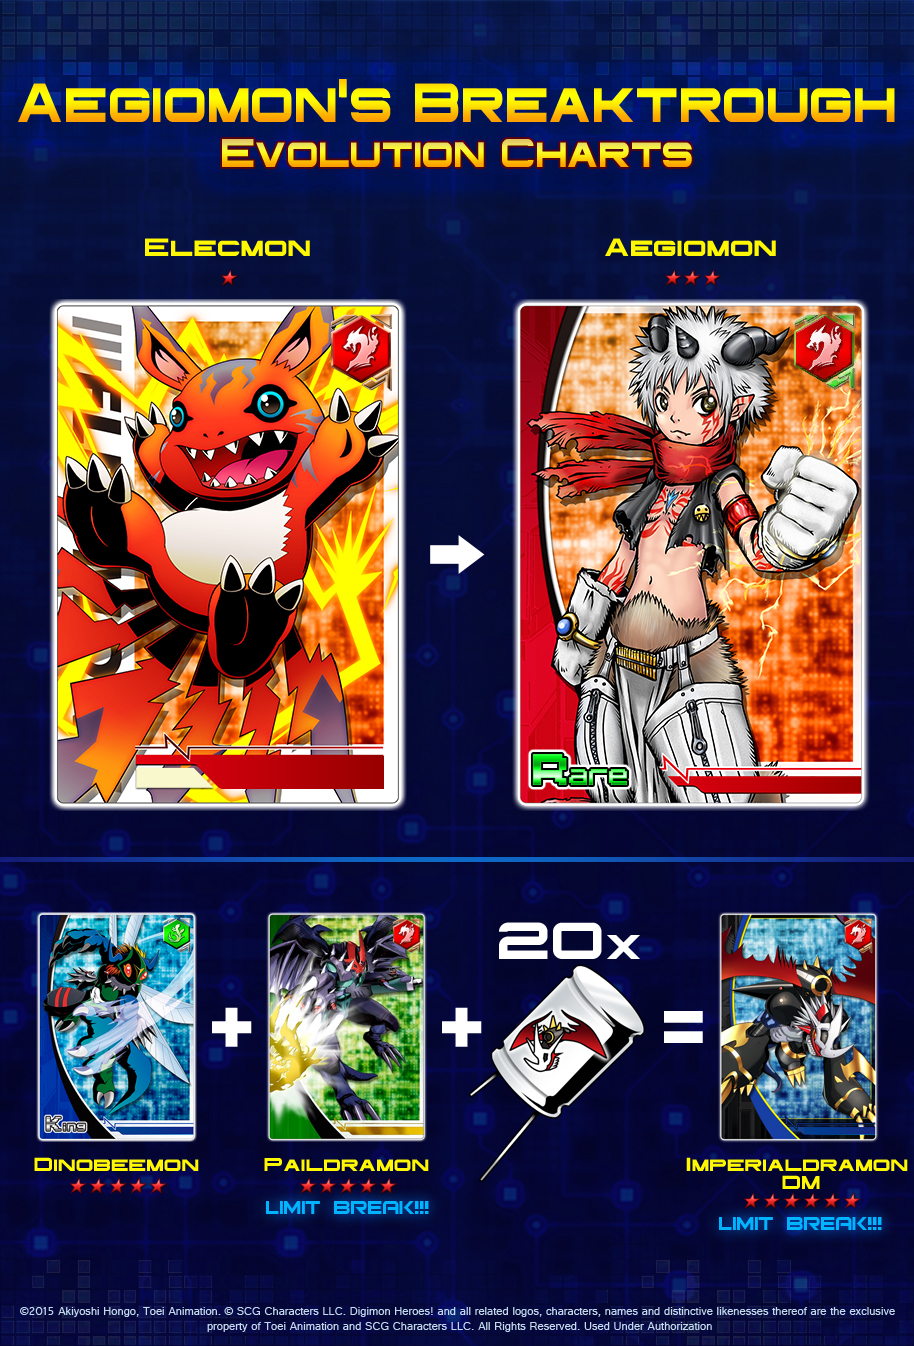 Aegiomon's Breaktrough
Evolution Charts
Elecmon
Aegiomon
Rare
20x
King
Dinobeemon
Paildramon
LIMIT BREAK!!!
Imperialdramon
DM
LIMIT BREAK!!!
©2015 Akiyoshi Hongo, Toei Animation. © SCG Characters LLC. Digimon Heroes! and all related logos, characters, names and distinctive likenesses thereof are the exclusive
property of Toei Animation and SCG Characters LLC. All Rights Reserved. Used Under Authorization